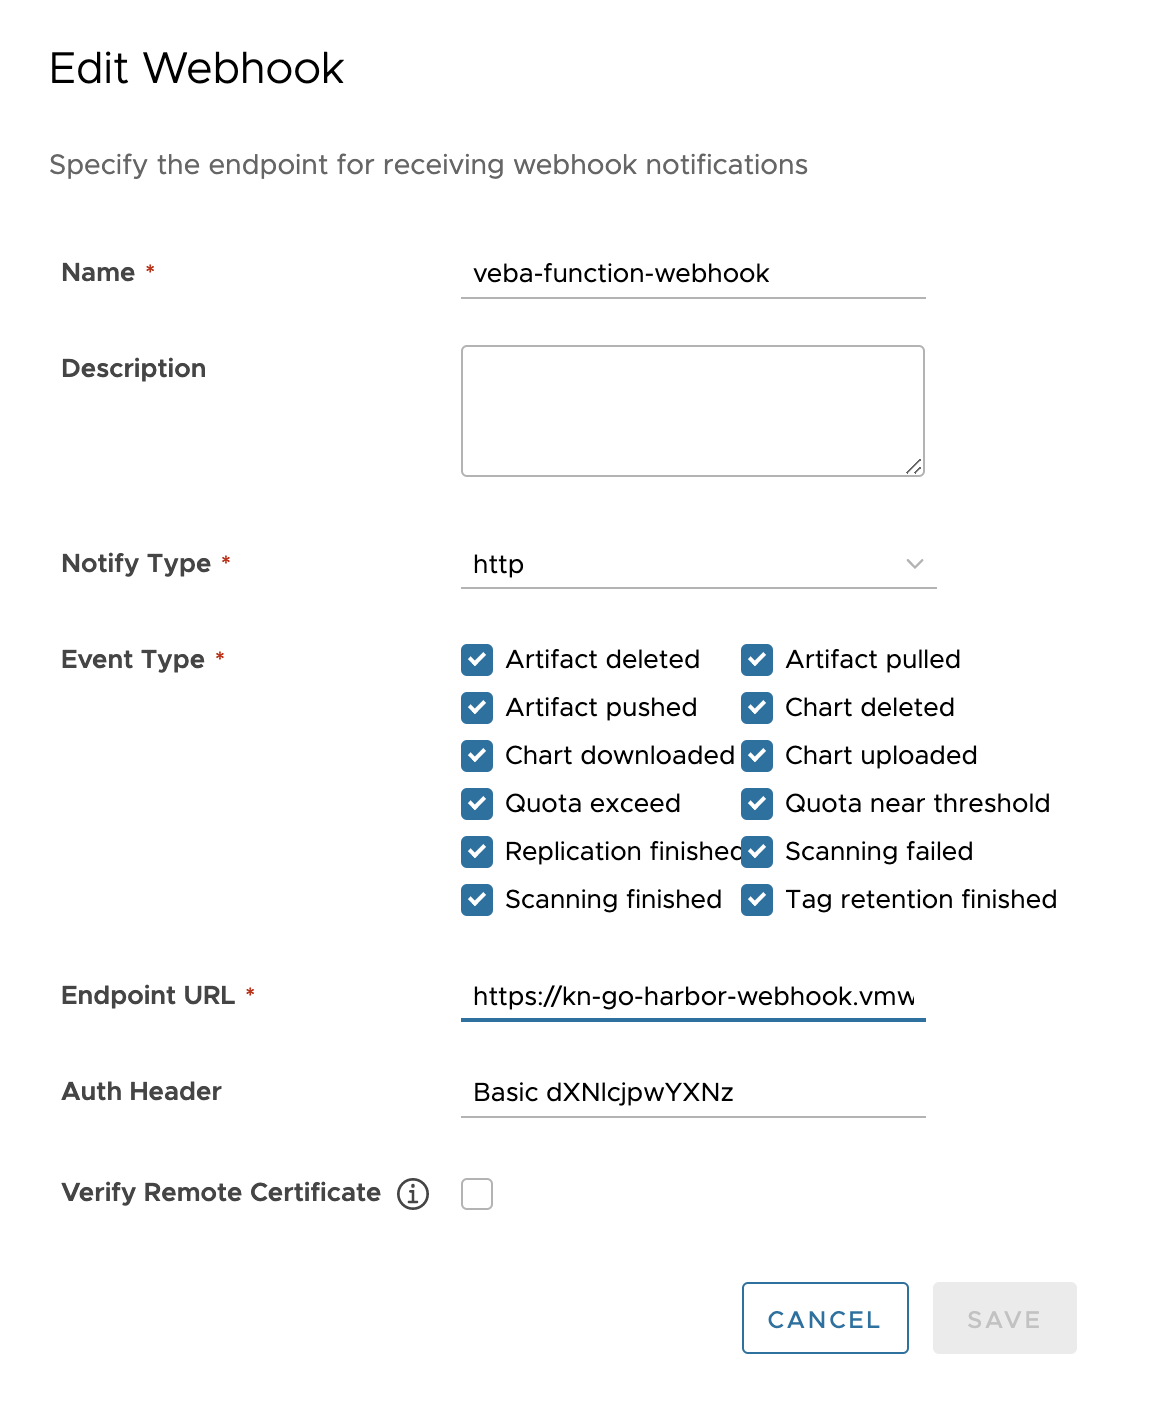 Edit Webhook
Specify the endpoint for receiving webhook notifications
Name * veba-function-webhook
Description
Notify Type * http
Event Type * Artifact deleted Artifact pulled
Artifact pushed Chart deleted
Chart downloaded Chart uploaded
Quota exceed Quota near threshold
Replication finished Scanning failed
Scanning finished Tag retention finished
Endpoint URL * https://kn-go-harbor-webhook.vmw
Auth Header Basic dXNlcjpwYXNz
Verify Remote Certificate
CANCEL SAVE